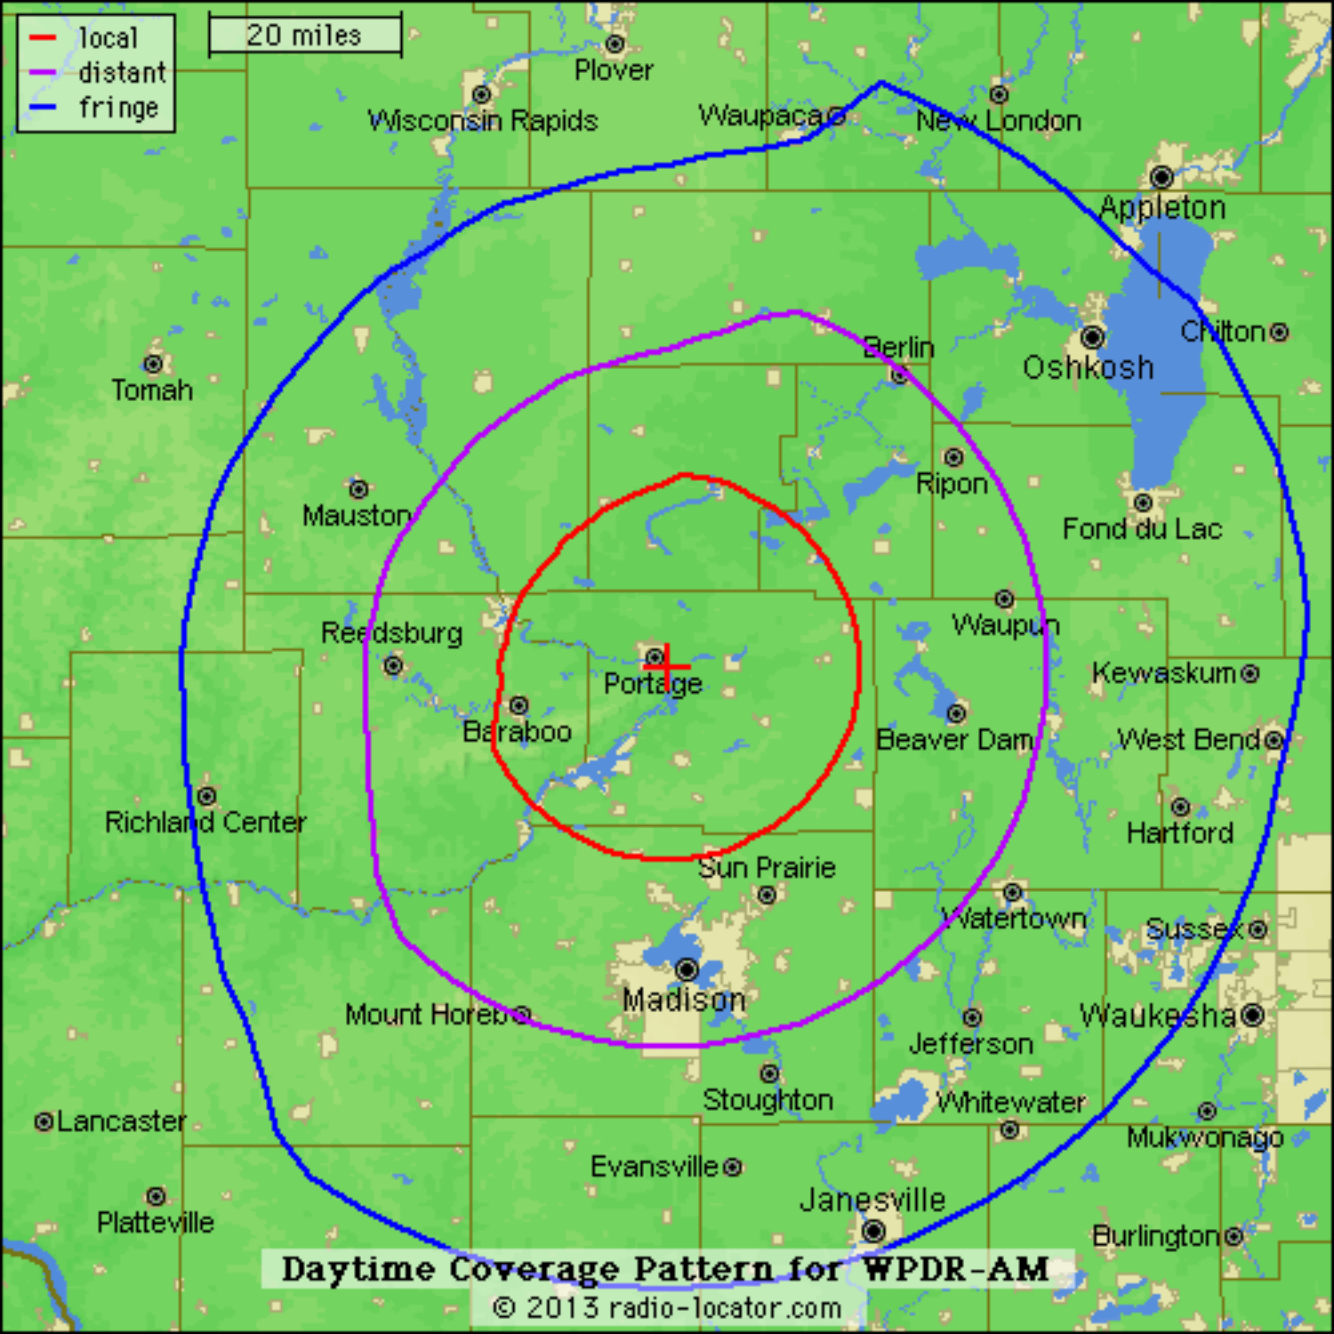 local
distant
fringe
20 miles
Plover
Wisconsin Rapids
Waupaca
New London
Appleton
Chilton
Oshkosh
Berlin
Tomah
Ripon
Mauston
Fond du Lac
Waupun
Reedsburg
Kewaskum
Portage
Baraboo
Beaver Dam
West Bend
Richland Center
Hartford
Sun Prairie
Watertown
Sussex
Madison
Mount Horeb
Waukesha
Jefferson
Stoughton
Whitewater
Lancaster
Mukwonago
Evansville
Janesville
Platteville
Burlington
Daytime Coverage Pattern for WPDR-AM
© 2013 radio-locator.com